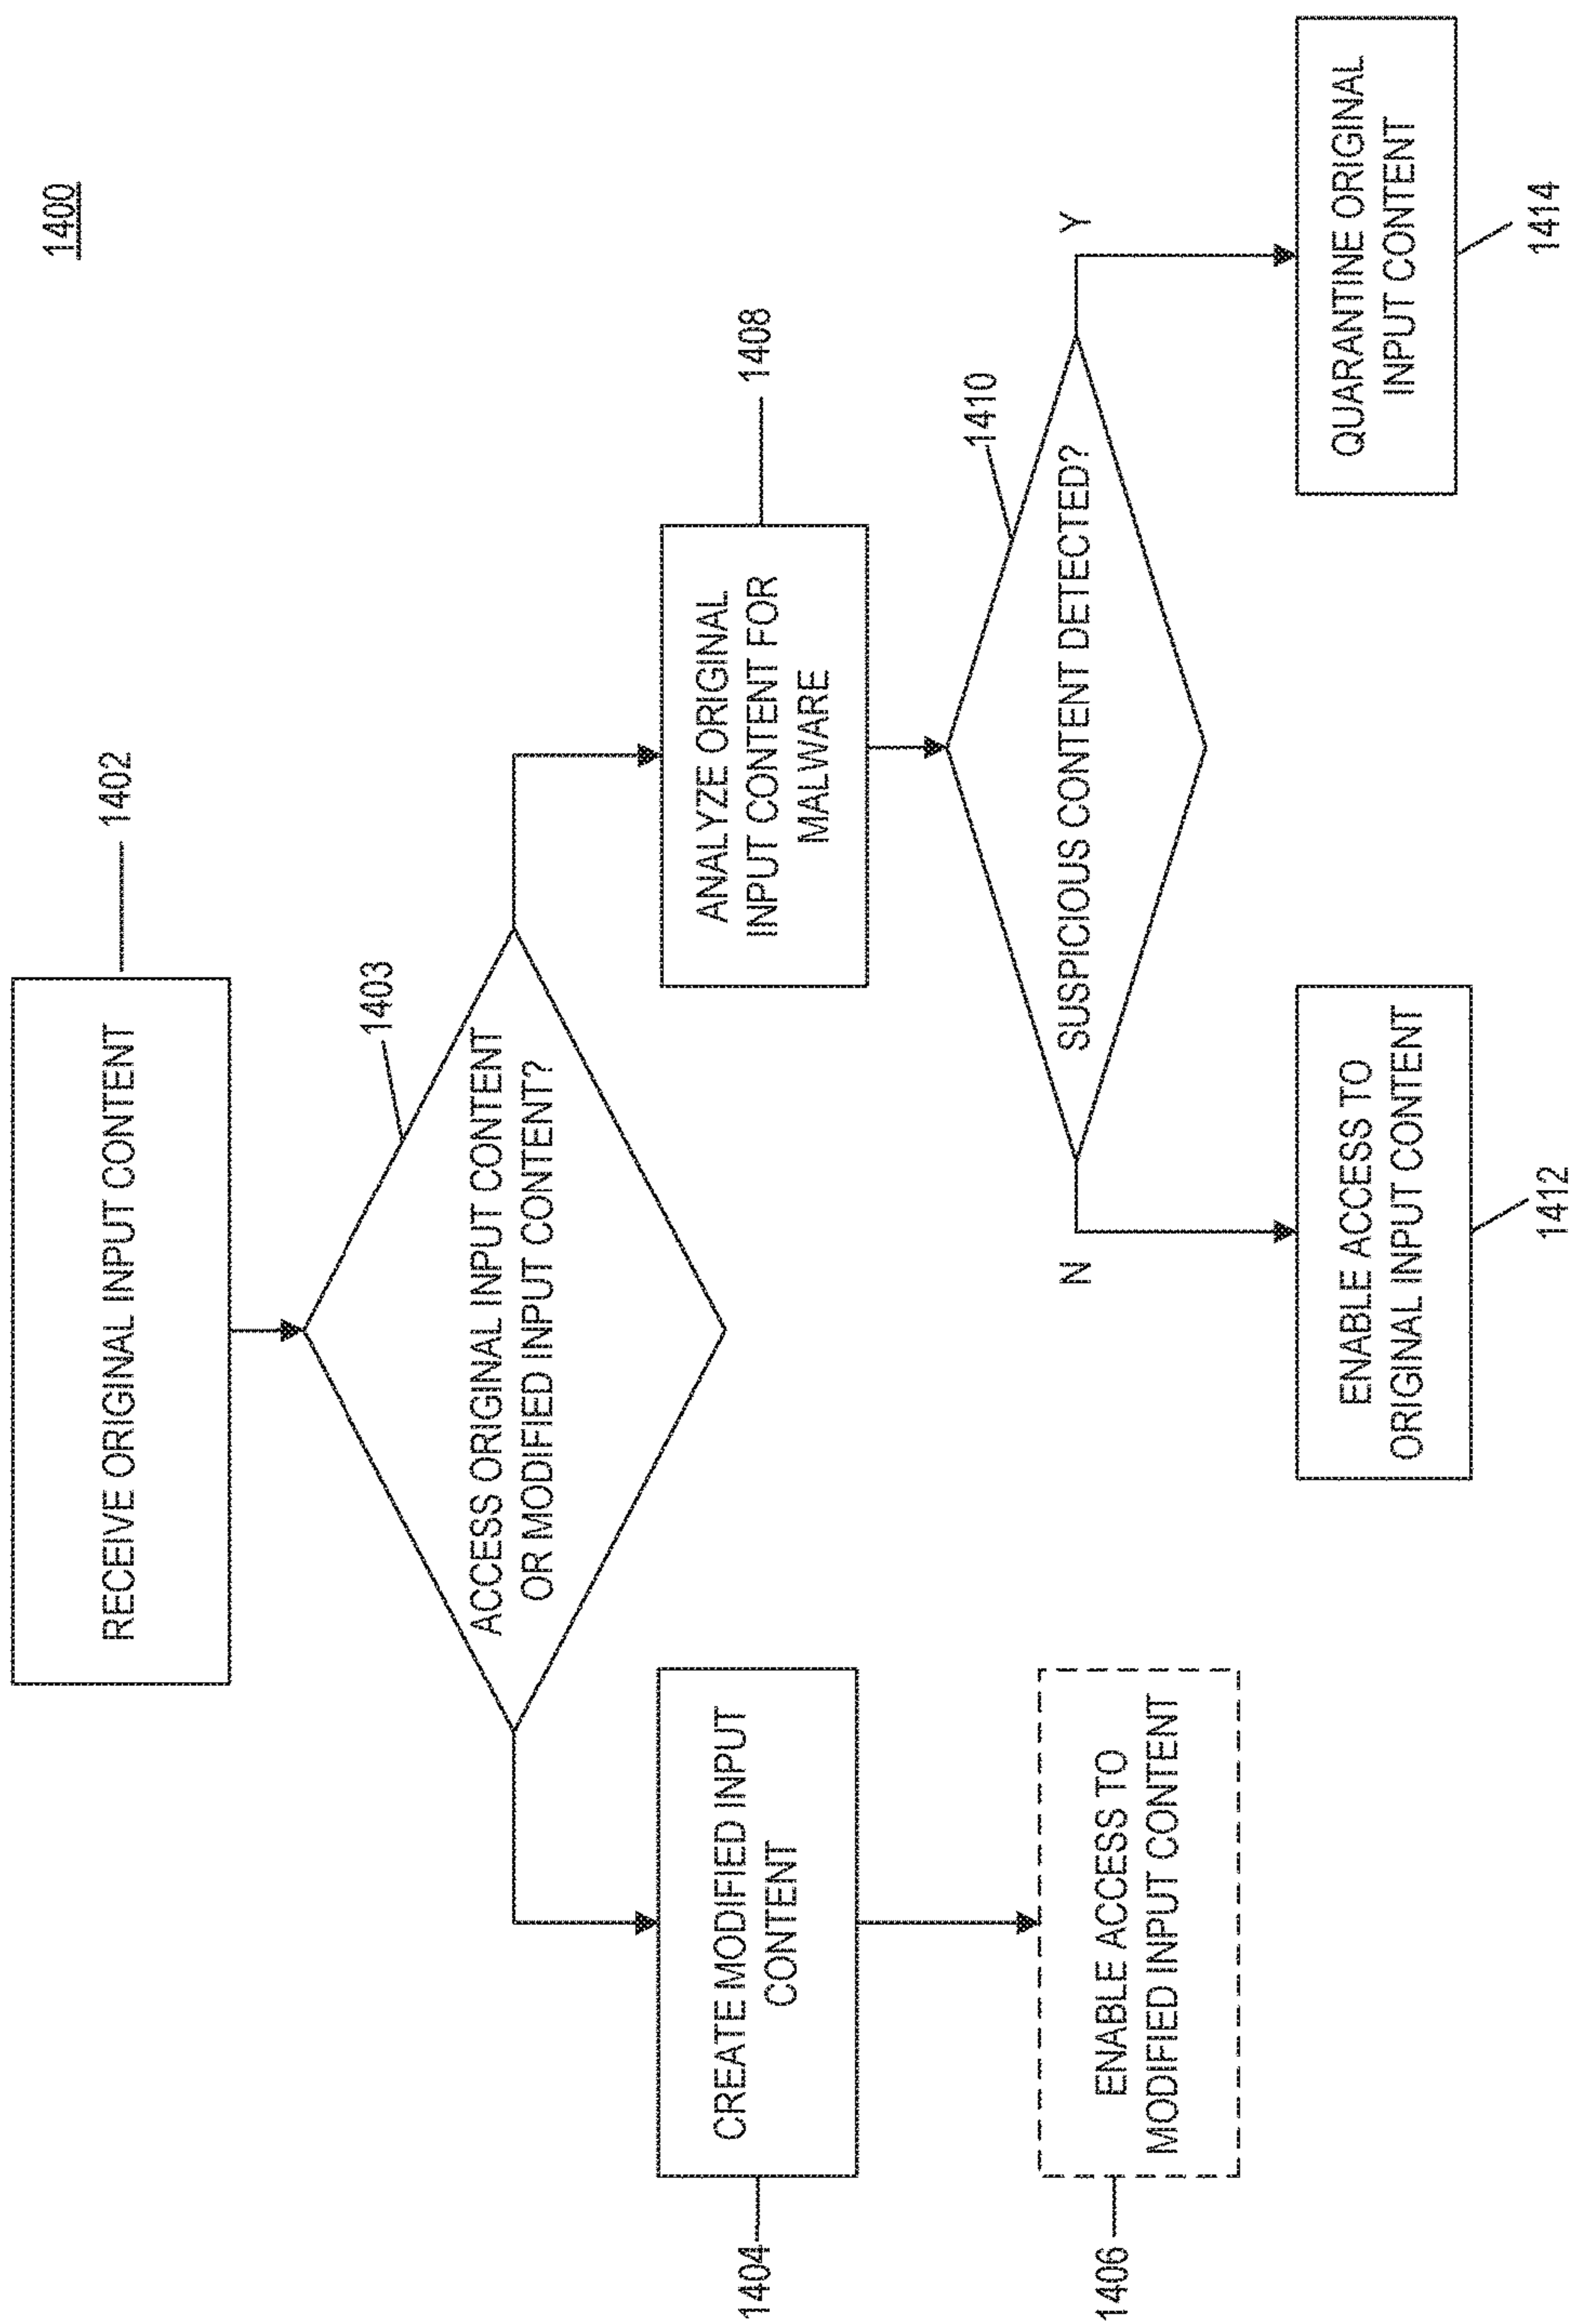 1400
RECEIVE ORIGINAL INPUT CONTENT
1402
1403
ACCESS ORIGINAL INPUT CONTENT
OR MODIFIED INPUT CONTENT?
CREATE MODIFIED INPUT
CONTENT
1404
ANALYZE ORIGINAL
INPUT CONTENT FOR
MALWARE
1408
ENABLE ACCESS TO
MODIFIED INPUT CONTENT
1406
1410
SUSPICIOUS CONTENT DETECTED?
N
Y
ENABLE ACCESS TO
ORIGINAL INPUT CONTENT
1412
QUARANTINE ORIGINAL
INPUT CONTENT
1414